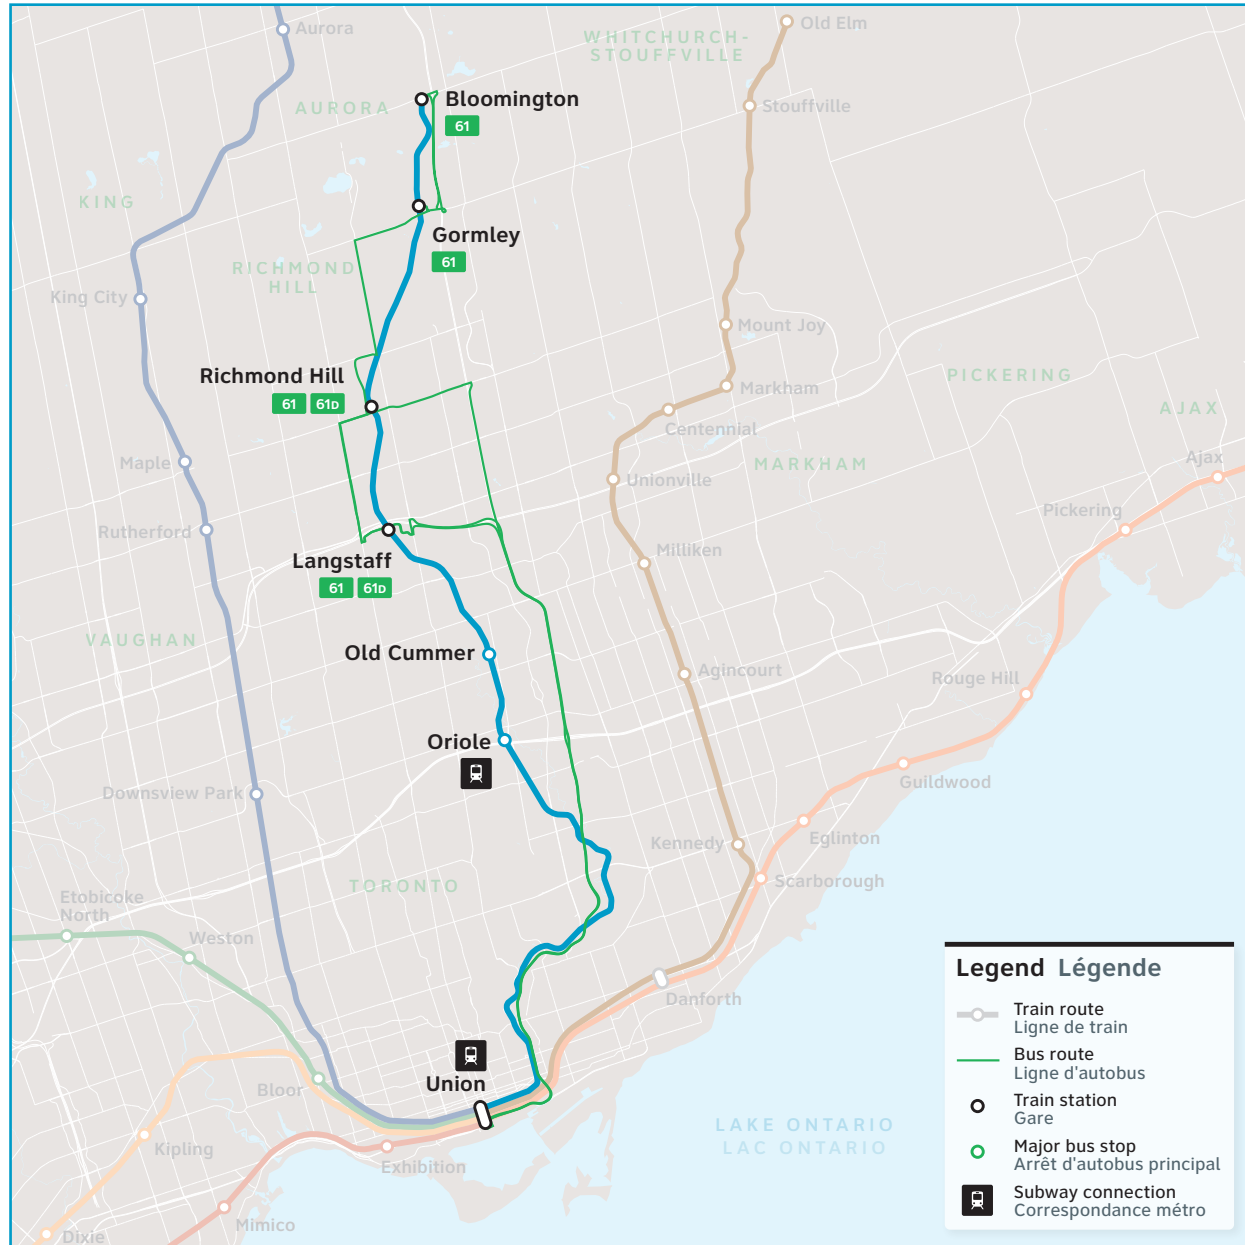 Aurora
Old Elm
WHITCHURCH-
STOUFFVILLE
Bloomington
61
AURORA
Stouffville
KING
Gormley
61
RICHMOND
HILL
King City
Mount Joy
Richmond Hill
61 61D
Markham
PICKERING
AJAX
Centennial
Maple
MARKHAM
Ajax
Unionville
Pickering
Rutherford
Milliken
Langstaff
61 61D
VAUGHAN
Old Cummer
Agincourt
Rouge Hill
Oriole
Guildwood
Downsview Park
Kennedy
Eglinton
TORONTO
Scarborough
Etobicoke
North
Weston
Danforth
Union
Bloor
Kipling
Exhibition
Mimico
Dixie
LAKE ONTARIO
LAC ONTARIO
Legend Légende
Train route
Ligne de train
Bus route
Ligne d'autobus
Train station
Gare
Major bus stop
Arrêt d'autobus principal
Subway connection
Correspondance métro